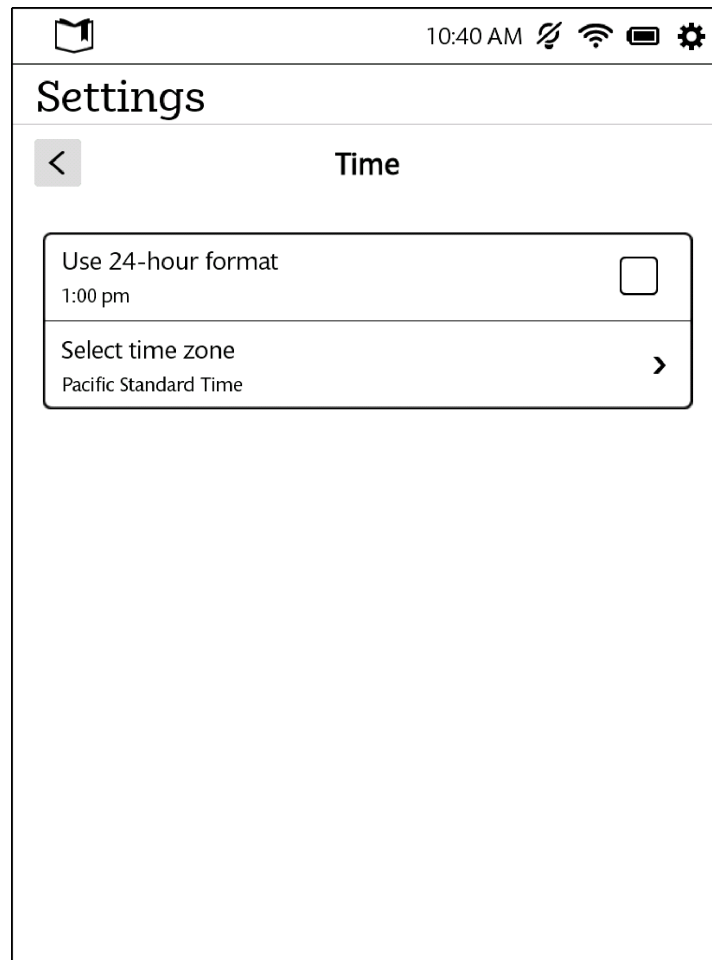 10:40 AM
Settings
Time
Use 24-hour format
1:00 pm
Select time zone
Pacific Standard Time